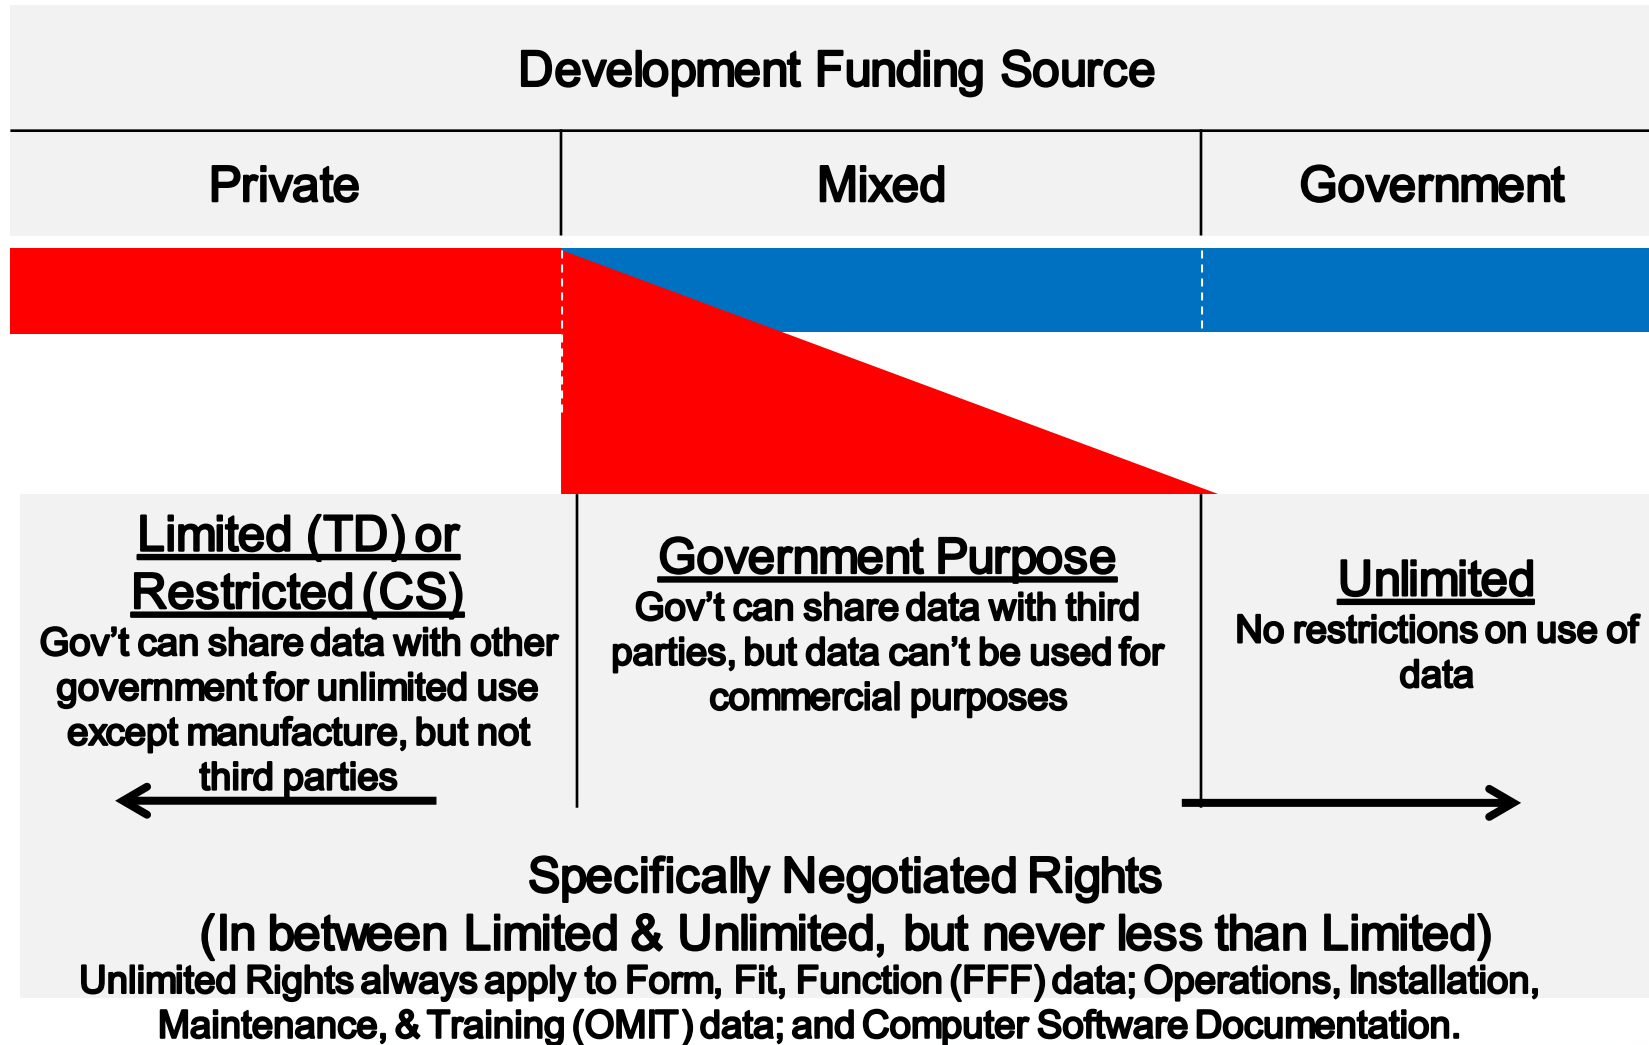 Development Funding Source
Private
Mixed
Government
Limited (TD) or
Restricted (CS)
Gov't can share data with other
government for unlimited use
except manufacture, but not
third parties
Government Purpose
Gov't can share data with third
parties, but data can't be used for
commercial purposes
Unlimited
No restrictions on use of
data
Specifically Negotiated Rights
(In between Limited & Unlimited, but never less than Limited)
Unlimited Rights always apply to Form, Fit, Function (FFF) data; Operations, Installation,
Maintenance, & Training (OMIT) data; and Computer Software Documentation.